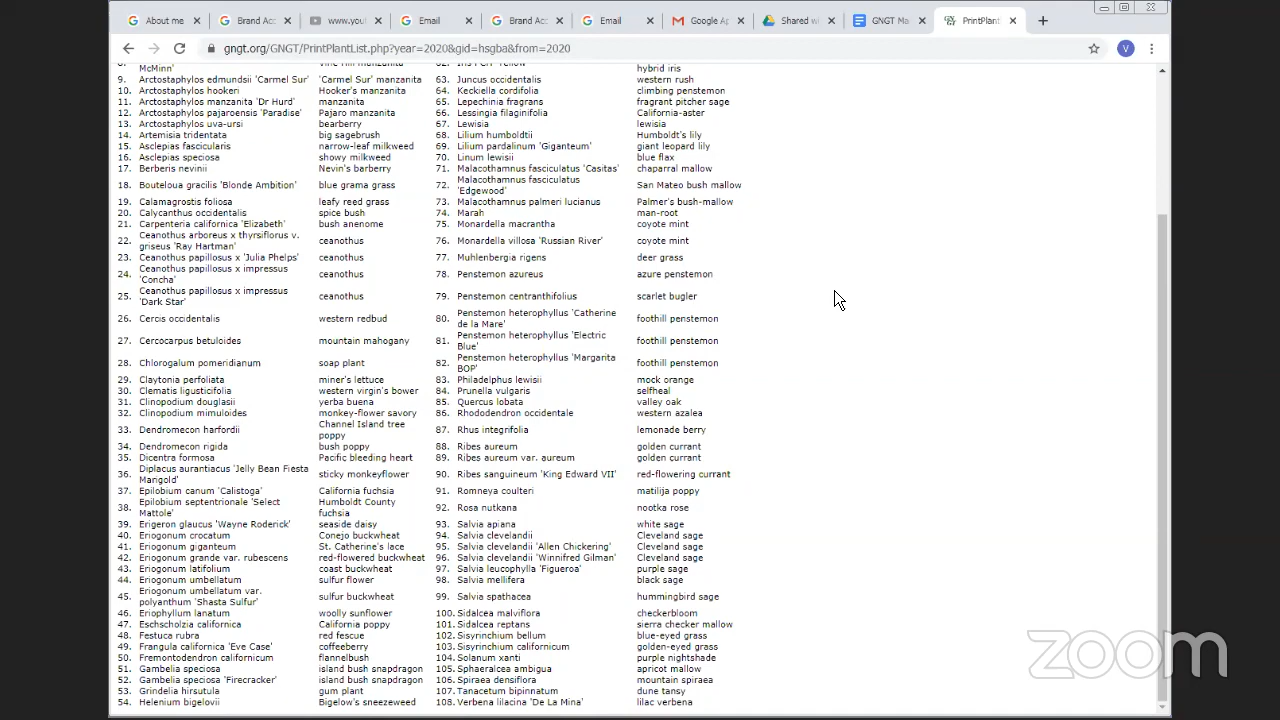 About me
Brand Acc
www.yout
Email
Brand Acc
Email
Google Ap
Shared wi
GNGT Ma
PrintPlant
gngt.org/GNGT/PrintPlantList.php?year=2020&gid=hsgba&from=2020
V
McMinn' hybrid iris
9. Arctostaphylos edmundsii 'Carmel Sur' 'Carmel Sur' manzanita 63. Juncus occidentalis western rush
10. Arctostaphylos hookeri Hooker's manzanita 64. Keckiella cordifolia climbing penstemon
11. Arctostaphylos manzanita 'Dr Hurd' manzanita 65. Lepechinia fragrans fragrant pitcher sage
12. Arctostaphylos pajaroensis 'Paradise' Pajaro manzanita 66. Lessingia filaginifolia California-aster
13. Arctostaphylos uva-ursi bearberry 67. Lewisia lewisia
14. Artemisia tridentata big sagebrush 68. Lilium humboldtii Humboldt's lily
15. Asclepias fascicularis narrow-leaf milkweed 69. Lilium pardalinum 'Giganteum' giant leopard lily
16. Asclepias speciosa showy milkweed 70. Linum lewisii blue flax
17. Berberis nevinii Nevin's barberry 71. Malacothamnus fasciculatus 'Casitas' chaparral mallow
18. Bouteloua gracilis 'Blonde Ambition' blue grama grass 72. Malacothamnus fasciculatus
'Edgewood' San Mateo bush mallow
19. Calamagrostis foliosa leafy reed grass 73. Malacothamnus palmeri lucianus Palmer's bush-mallow
20. Calycanthus occidentalis spice bush 74. Marah man-root
21. Carpenteria californica 'Elizabeth' bush anenome 75. Monardella macrantha coyote mint
22. Ceanothus arboreus x thyrsiflorus v.
griseus 'Ray Hartman' ceanothus 76. Monardella villosa 'Russian River' coyote mint
23. Ceanothus papillosus x 'Julia Phelps' ceanothus 77. Muhlenbergia rigens deer grass
24. Ceanothus papillosus x impressus
'Concha' ceanothus 78. Penstemon azureus azure penstemon
25. Ceanothus papillosus x impressus
'Dark Star' ceanothus 79. Penstemon centranthifolius scarlet bugler
26. Cercis occidentalis western redbud 80. Penstemon heterophyllus 'Catherine
de la Mare' foothill penstemon
27. Cercocarpus betuloides mountain mahogany 81. Penstemon heterophyllus 'Electric
Blue' foothill penstemon
28. Chlorogalum pomeridianum soap plant 82. Penstemon heterophyllus 'Margarita
BOP' foothill penstemon
29. Claytonia perfoliata miner's lettuce 83. Philadelphus lewisii mock orange
30. Clematis ligusticifolia western virgin's bower 84. Prunella vulgaris selfheal
31. Clinopodium douglasii yerba buena 85. Quercus lobata valley oak
32. Clinopodium mimuloides monkey-flower savory 86. Rhododendron occidentale western azalea
33. Dendromecon harfordii Channel Island tree
poppy 87. Rhus integrifolia lemonade berry
34. Dendromecon rigida bush poppy 88. Ribes aureum golden currant
35. Dicentra formosa Pacific bleeding heart 89. Ribes aureum var. aureum golden currant
36. Diplacus aurantiacus 'Jelly Bean Fiesta
Marigold' sticky monkeyflower 90. Ribes sanguineum 'King Edward VII' red-flowering currant
37. Epilobium canum 'Calistoga' California fuchsia 91. Romneya coulteri matilija poppy
38. Epilobium septentrionale 'Select
Mattole' Humboldt County
fuchsia 92. Rosa nutkana nootka rose
39. Erigeron glaucus 'Wayne Roderick' seaside daisy 93. Salvia apiana white sage
40. Eriogonum crocatum Conejo buckwheat 94. Salvia clevelandii Cleveland sage
41. Eriogonum giganteum St. Catherine's lace 95. Salvia clevelandii 'Allen Chickering' Cleveland sage
42. Eriogonum grande var. rubescens red-flowered buckwheat 96. Salvia clevelandii 'Winnifred Gilman' Cleveland sage
43. Eriogonum latifolium coast buckwheat 97. Salvia leucophylla 'Figueroa' purple sage
44. Eriogonum umbellatum sulfur flower 98. Salvia mellifera black sage
45. Eriogonum umbellatum var.
polyanthum 'Shasta Sulfur' sulfur buckwheat 99. Salvia spathacea hummingbird sage
46. Eriophyllum lanatum woolly sunflower 100. Sidalcea malviflora checkerbloom
47. Eschscholzia californica California poppy 101. Sidalcea reptans sierra checker mallow
48. Festuca rubra red fescue 102. Sisyrinchium bellum blue-eyed grass
49. Frangula californica 'Eve Case' coffeeberry 103. Sisyrinchium californicum golden-eyed grass
50. Fremontodendron californicum flannelbush 104. Solanum xanti purple nightshade
51. Gambelia speciosa island bush snapdragon 105. Sphaeralcea ambigua apricot mallow
52. Gambelia speciosa 'Firecracker' island bush snapdragon 106. Spiraea densiflora mountain spiraea
53. Grindelia hirsutula gum plant 107. Tanacetum bipinnatum dune tansy
54. Helenium bigelovii Bigelow's sneezeweed 108. Verbena lilacina 'De La Mina' lilac verbena
zoom